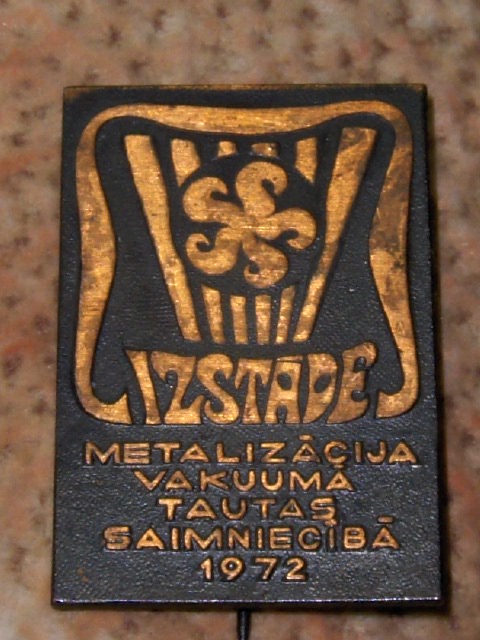 IZSTĀDE
METALIZĀCIJA
VAKUUMĀ
TAUTAS
SAIMNIECĪBĀ
1972